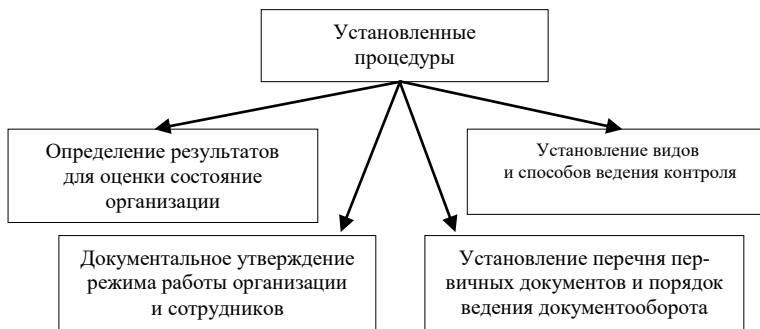 Установленные
процедуры
Определение результатов
для оценки состояние
организации
Установление видов
и способов ведения контроля
Документальное утверждение
режима работы организации
и сотрудников
Установление перечня пер-
вичных документов и порядок
ведения документооборота